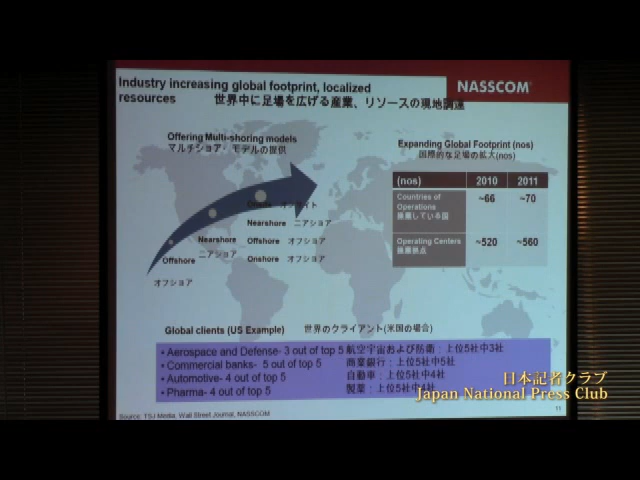 Industry increasing global footprint, localized
resources 世界中に足場を広げる産業、リソースの現地調達
NASSCOM®
Offering Multi-shoring models
マルチショア・モデルの提供
オンサイト
Nearshore ニアショア
Offshore オフショア
Onshore オフショア
Nearshore
ニアショア
Offshore
オフショア
Expanding Global Footprint (nos)
国際的な足場の拡大(nos)
(nos) 2010 2011
Countries of
Operations
稼働している国
~66 ~70
Operating Centers
稼働拠点
~520 ~560
Global clients (US Example) 世界のクライアント(米国の場合)
• Aerospace and Defense- 3 out of top 5 航空宇宙および防衛:上位5社中3社
• Commercial banks- 5 out of top 5 商業銀行:上位5社中5社
• Automotive- 4 out of top 5 自動車:上位5社中4社
• Pharma- 4 out of top 5 製薬:上位5社中4社
Source: TSJ Media, Wall Street Journal, NASSCOM
11
日本記者クラブ
Japan National Press Club